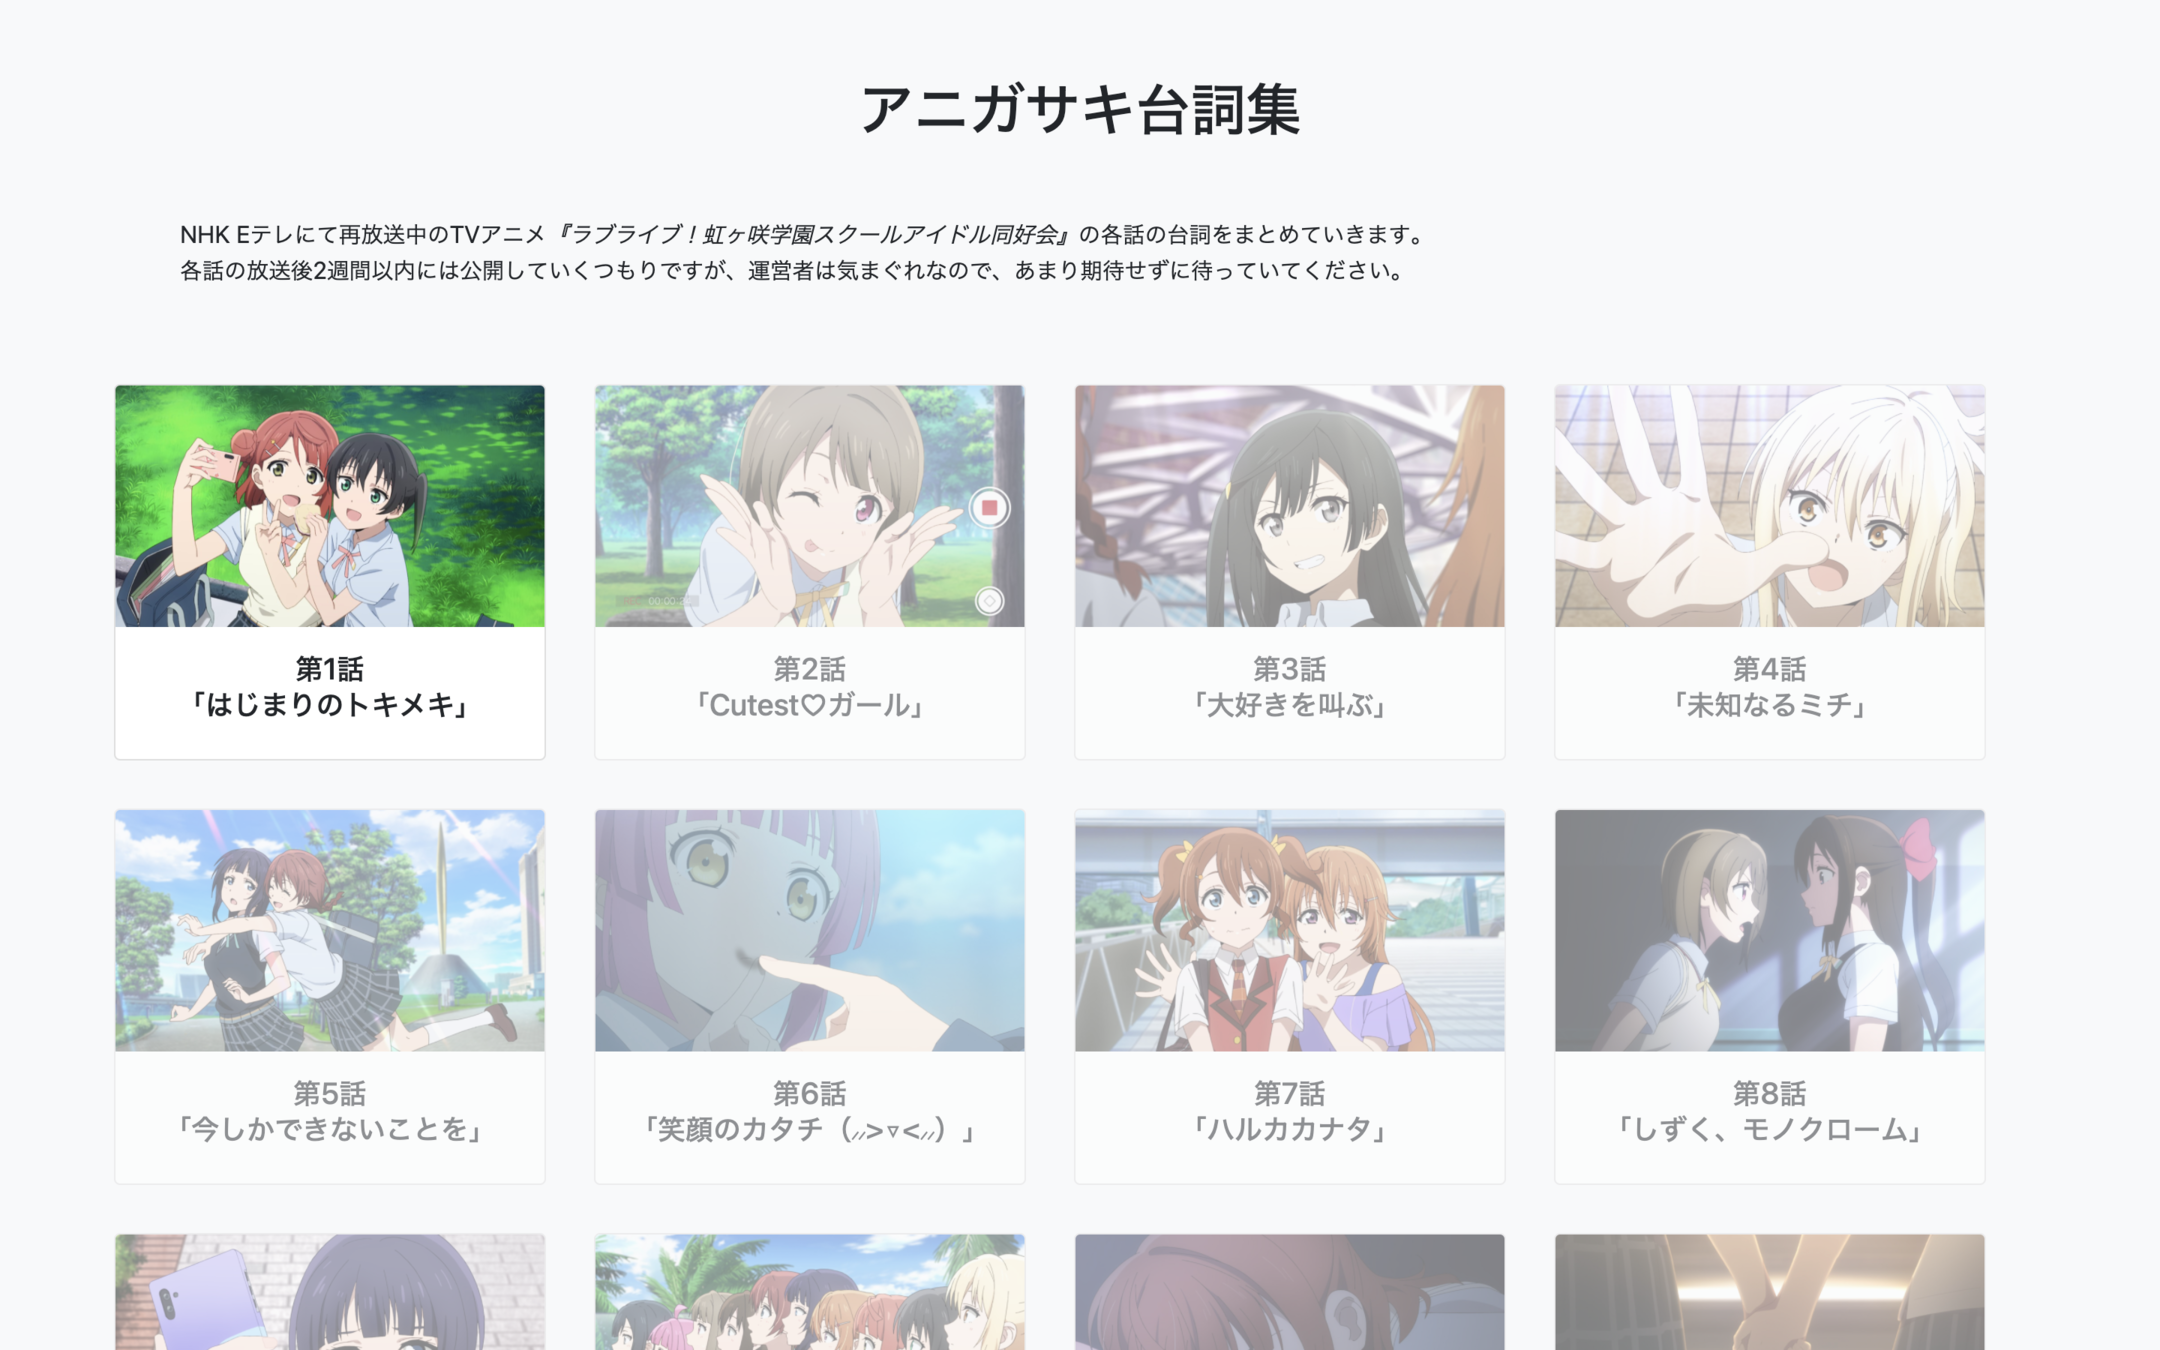 アニガサキ台詞集
NHK Eテレにて再放送中のTVアニメ『ラブライブ！虹ヶ咲学園スクールアイドル同好会』の各話の台詞をまとめていきます。
各話の放送後2週間以内には公開していくつもりですが、運営者は気まぐれなので、あまり期待せずに待っていてください。
第1話
「はじまりのトキメキ」
第2話
「Cutest♡ガール」
第3話
「大好きを叫ぶ」
第4話
「未知なるミチ」
第5話
「今しかできないことを」
第6話
「笑顔のカタチ（⸝⸝>▿<⸝⸝）」
第7話
「ハルカカナタ」
第8話
「しずく、モノクローム」